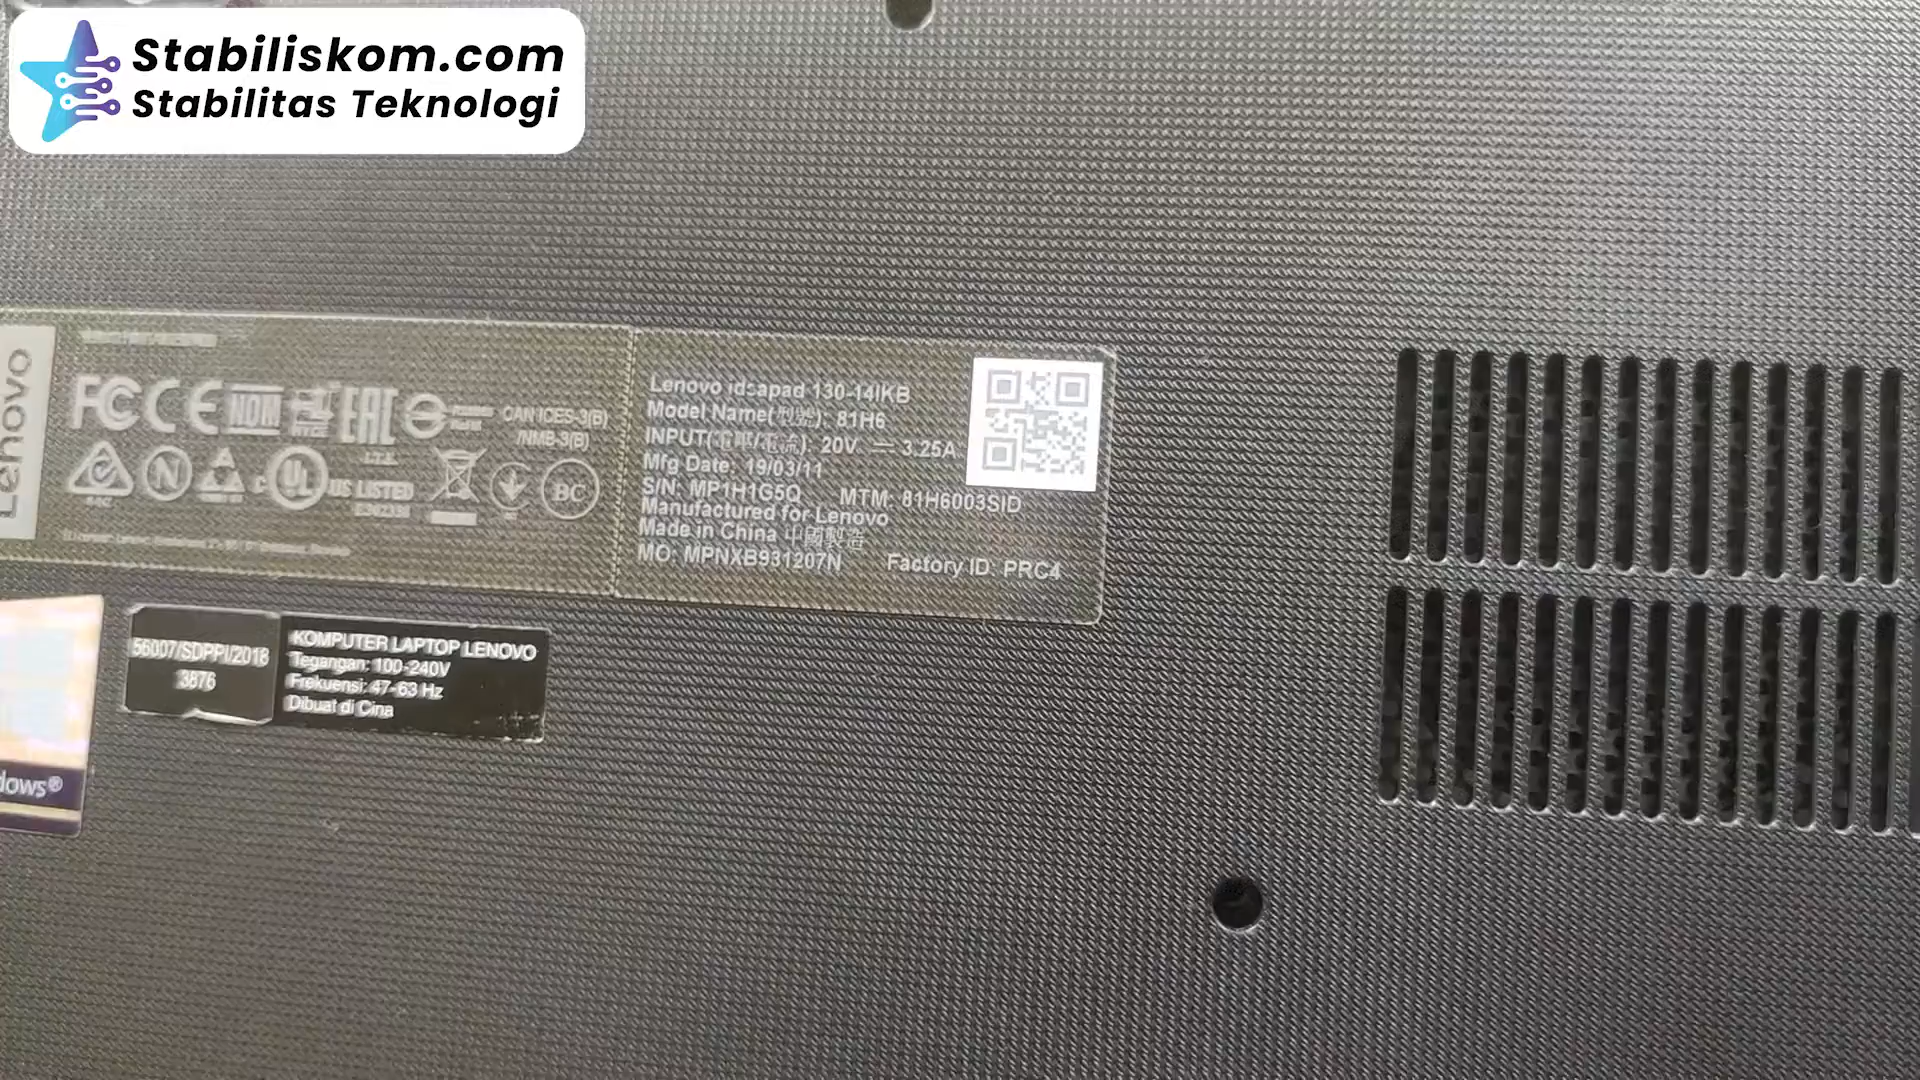 Stabiliskom.com
Stabilitas Teknologi
Lenovo
FC CE NOM EAC CAN ICES-3(B)
/NMB-3(B)
N UL US LISTED BC
Lenovo ideapad 130-14IKB
Model Name(型號): 81H6
INPUT(電壓/電流): 20V ⎓ 3.25A
Mfg Date: 19/03/11
S/N: MP1H1G5Q MTM: 81H6003SID
Manufactured for Lenovo
Made in China 中國製造
MO: MPNXB931207N Factory ID: PRC4
56007/SDPPI/2018
3876
KOMPUTER LAPTOP LENOVO
Tegangan: 100-240V
Frekuensi: 47-63 Hz
Dibuat di Cina
dows®